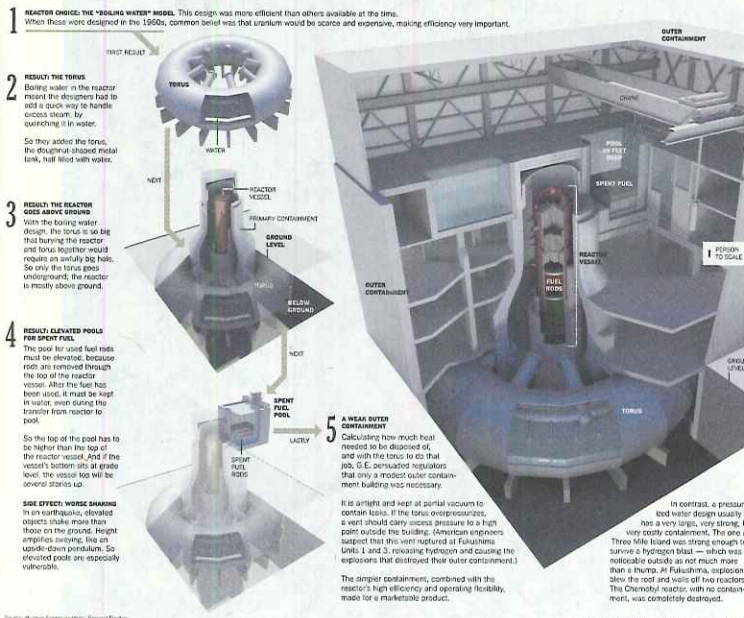 1
REACTOR CHOICE: THE "BOILING WATER" MODEL This design was more efficient than others available at the time.
When these were designed in the 1960s, common belief was that uranium would be scarce and expensive, making efficiency very important.
FIRST RESULT
TORUS
WATER
2
RESULT: THE TORUS
Boiling water in the reactor
meant the designers had to
add a quick way to handle
excess steam, by
quenching it in water.
So they added the torus,
the doughnut-shaped metal
tank, half filled with water.
NEXT
3
RESULT: THE REACTOR
GOES ABOVE GROUND
With the boiling water
design, the torus is so big
that burying the reactor
and torus together would
require an awfully big hole.
So only the torus goes
underground; the reactor
is mostly above ground.
REACTOR
VESSEL
PRIMARY CONTAINMENT
GROUND
LEVEL
TORUS
BELOW
GROUND
NEXT
4
RESULT: ELEVATED POOLS
FOR SPENT FUEL
The pool for used fuel rods
must be elevated, because
rods are removed through
the top of the reactor
vessel. After the fuel has
been used, it must be kept
in water, even during the
transfer from reactor to
pool.
So the top of the pool has to
be higher than the top of
the reactor vessel. And if the
vessel's bottom sits at grade
level, the vessel top will be
several stories up.
SIDE EFFECT: WORSE SHAKING
In an earthquake, elevated
objects shake more than
those on the ground. Height
amplifies swaying, like an
upside-down pendulum. So
elevated pools are especially
vulnerable.
SPENT
FUEL
POOL
SPENT
FUEL
RODS
LASTLY
5
A WEAK OUTER
CONTAINMENT
Calculating how much heat
needed to be disposed of,
and with the torus to do that
job, G.E. persuaded regulators
that only a modest outer contain-
ment building was necessary.
It is airtight and kept at partial vacuum to
contain leaks. If the torus overpressurizes,
a vent should carry excess pressure to a high
point outside the building. (American engineers
suspect that this vent ruptured at Fukushima
Units 1 and 3, releasing hydrogen and causing the
explosions that destroyed their outer containment.)
The simpler containment, combined with the
reactor's high efficiency and operating flexibility,
made for a marketable product.
OUTER
CONTAINMENT
CRANE
POOL
FEET
DEEP
SPENT FUEL
REACTOR
VESSEL
FUEL
RODS
OUTER
CONTAINMENT
PERSON
TO SCALE
TORUS
LEVEL
In contrast, a pressur-
ized water design usually
has a very large, very strong,
very costly containment. The one
Three Mile Island was strong enough
survive a hydrogen blast — which was
noticeable outside as not much more
than a thump. At Fukushima, explosion
blew the roof and walls off two reactors
The Chernobyl reactor, with no contain-
ment, was completely destroyed.